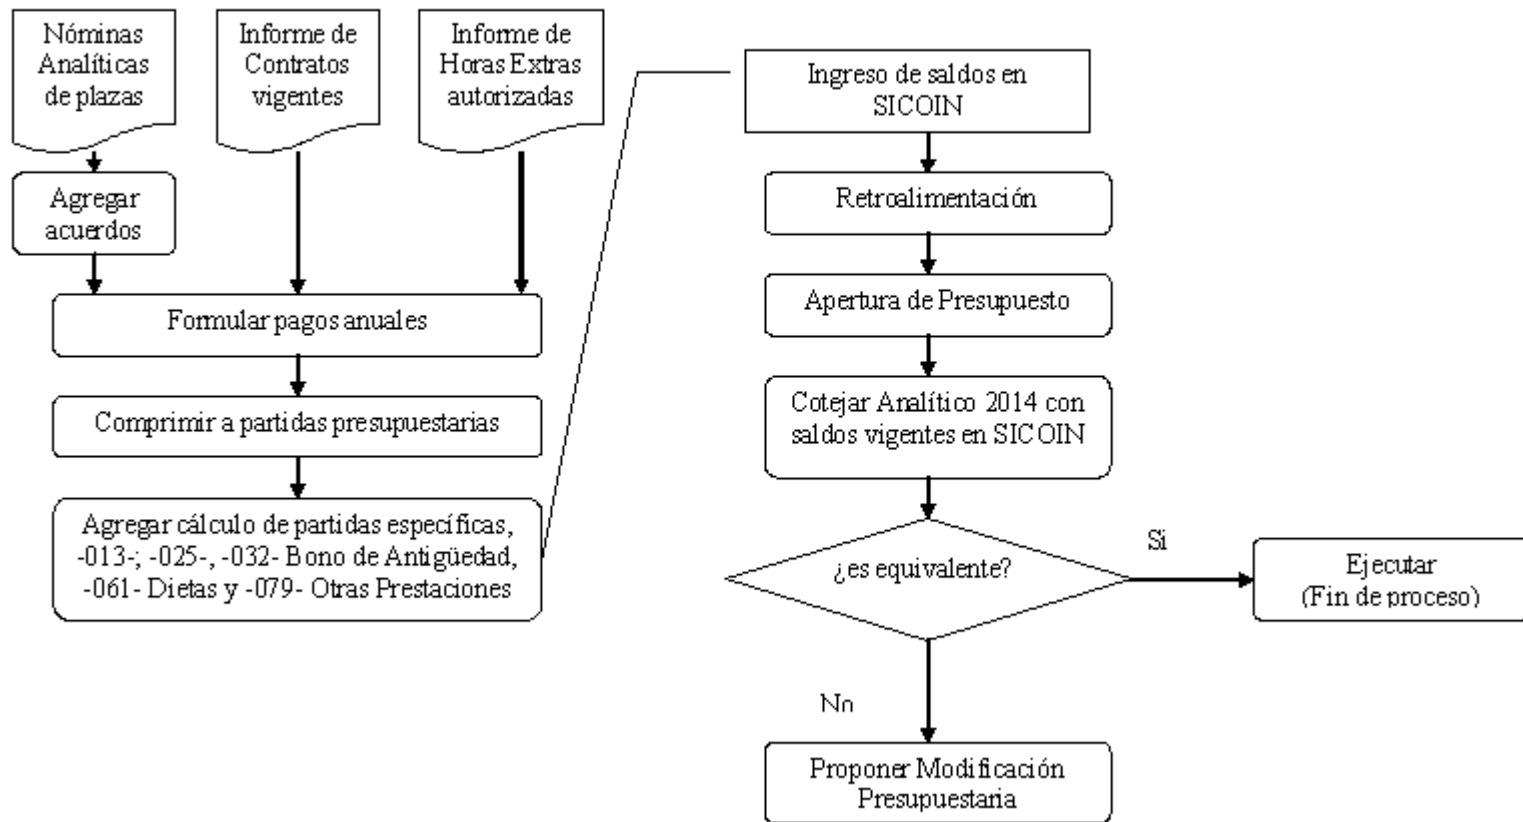 Nóminas
Analíticas
de plazas
Informe de
Contratos
vigentes
Informe de
Horas Extras
autorizadas
Agregar
acuerdos
Formular pagos anuales
Comprimir a partidas presupuestarias
Agregar cálculo de partidas específicas,
-013-; -025-, -032- Bono de Antigüedad,
-061- Dietas y -079- Otras Prestaciones
Ingreso de saldos en
SICOIN
Retroalimentación
Apertura de Presupuesto
Cotejar Analítico 2014 con
saldos vigentes en SICOIN
¿es equivalente?
Si
Ejecutar
(Fin de proceso)
No
Proponer Modificación
Presupuestaria